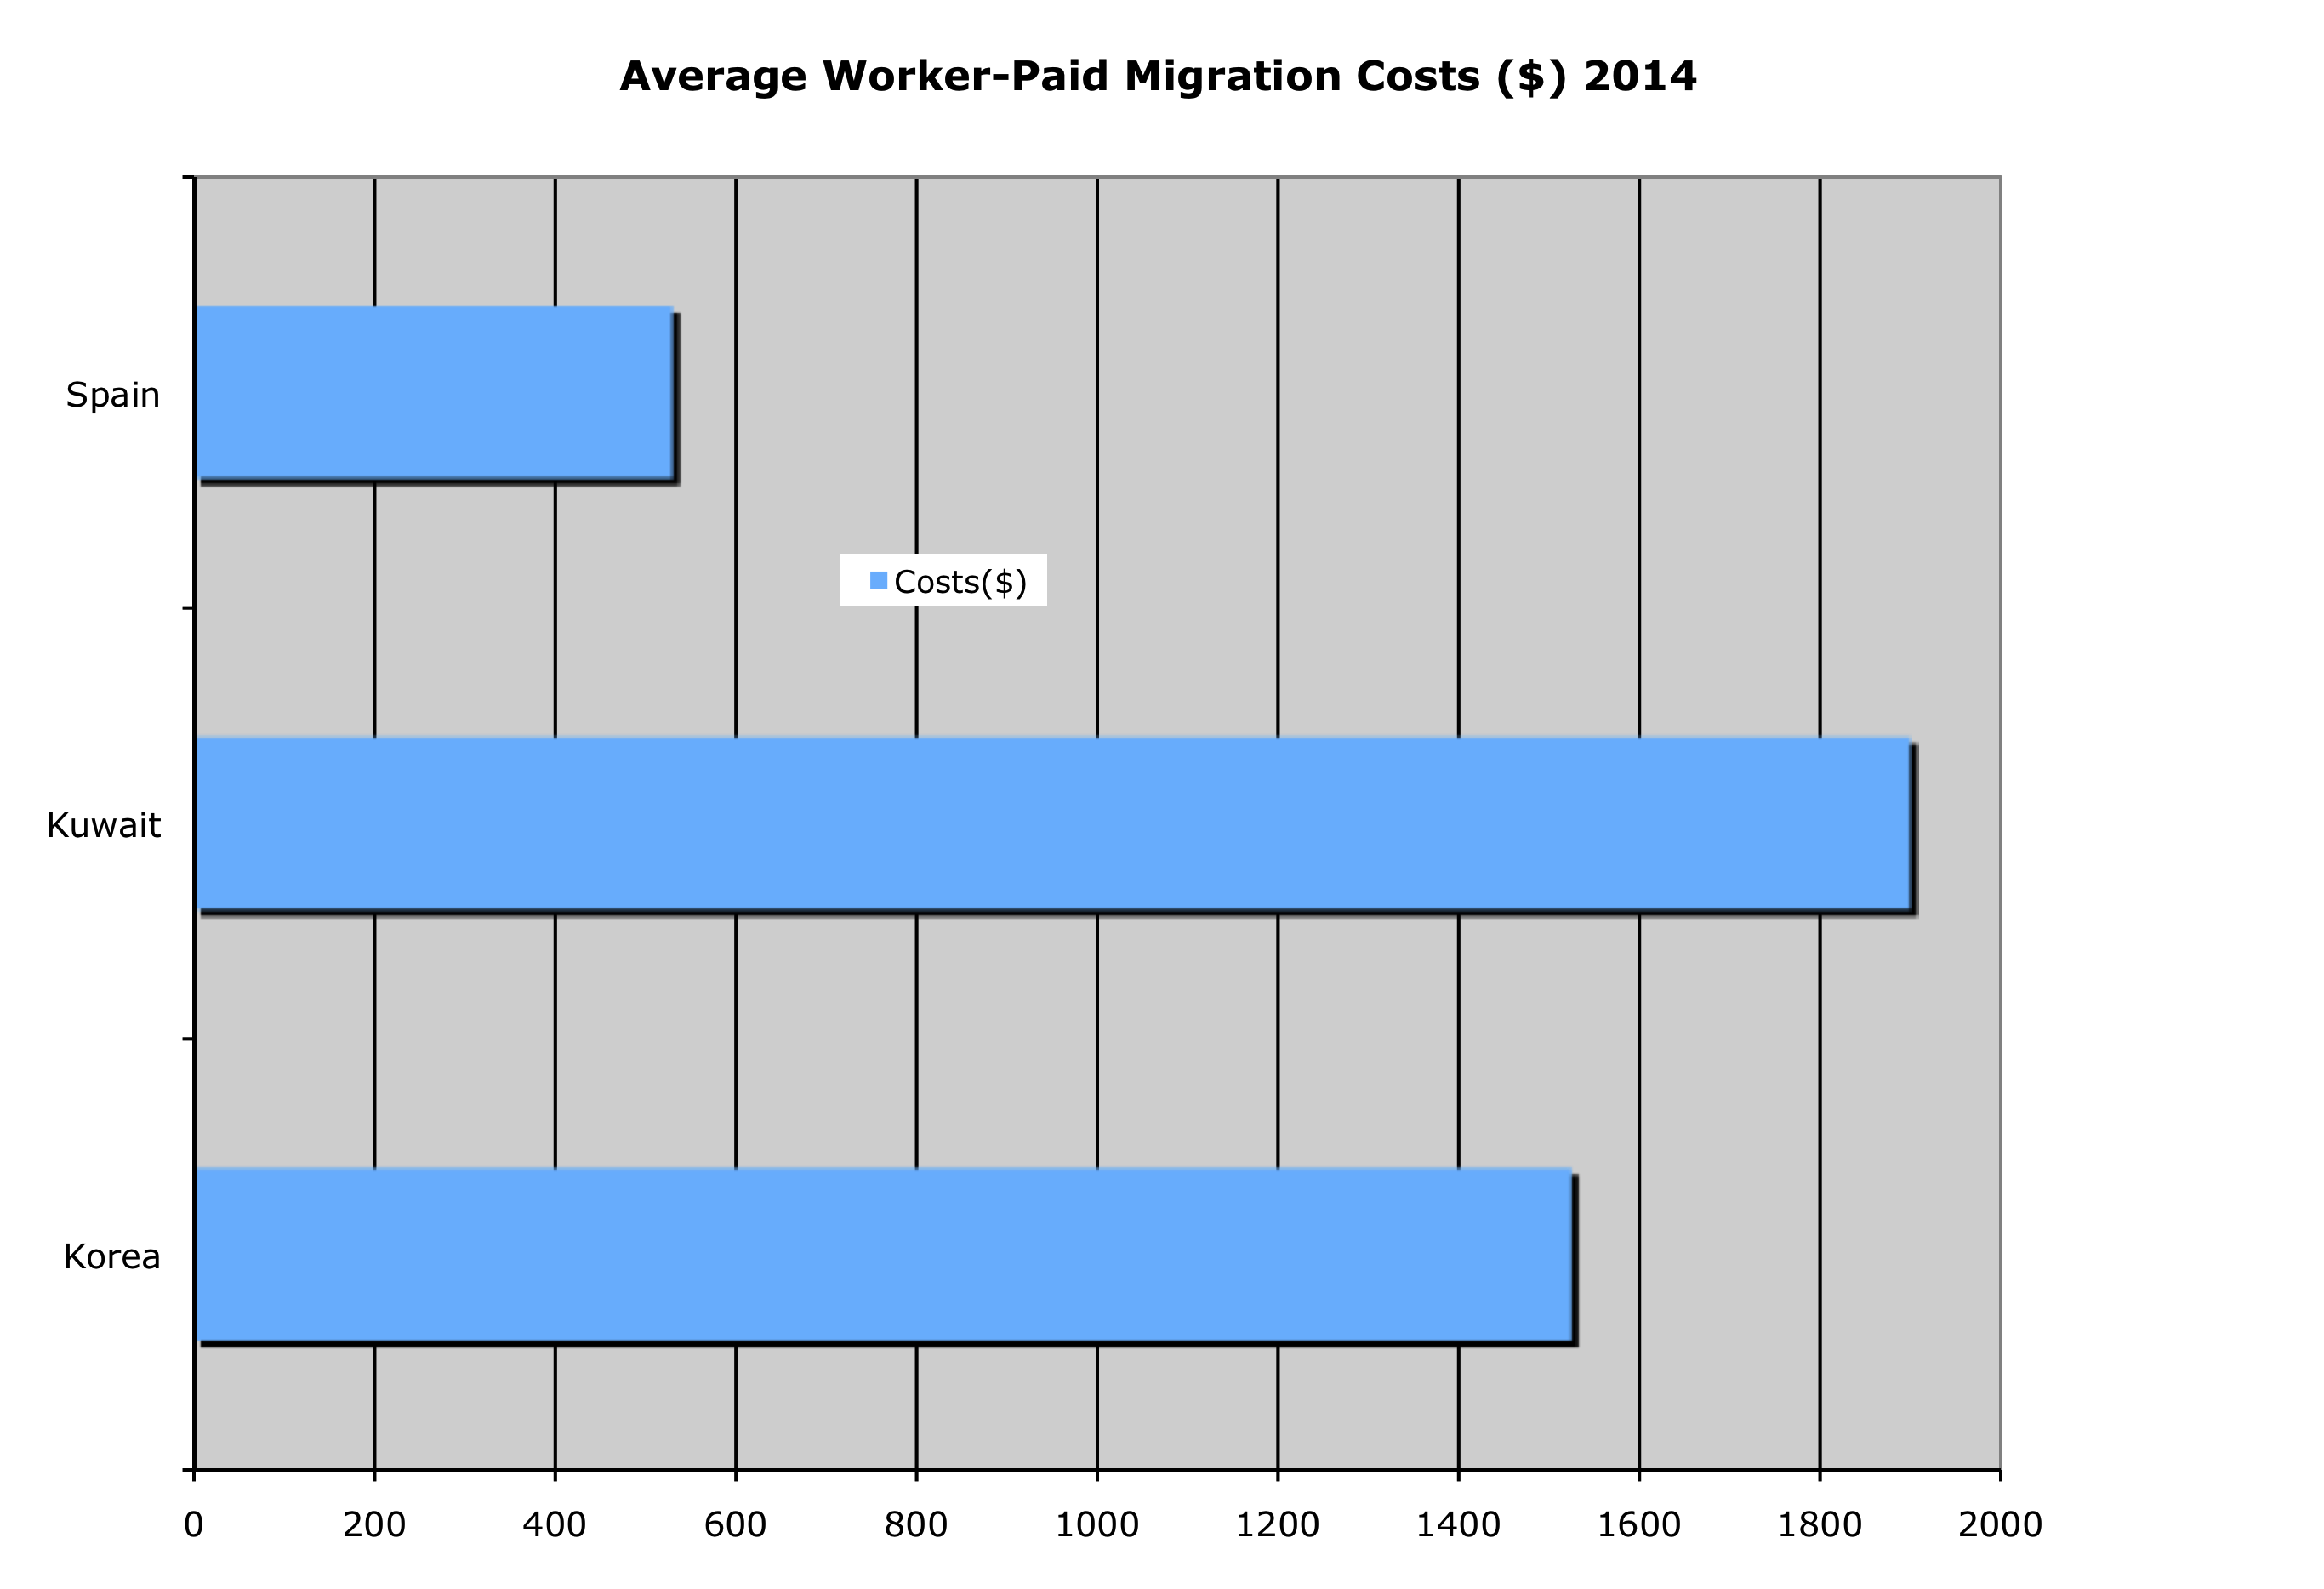 Average Worker-Paid Migration Costs ($) 2014
Spain
Costs($)
Kuwait
Korea
0 200 400 600 800 1000 1200 1400 1600 1800 2000